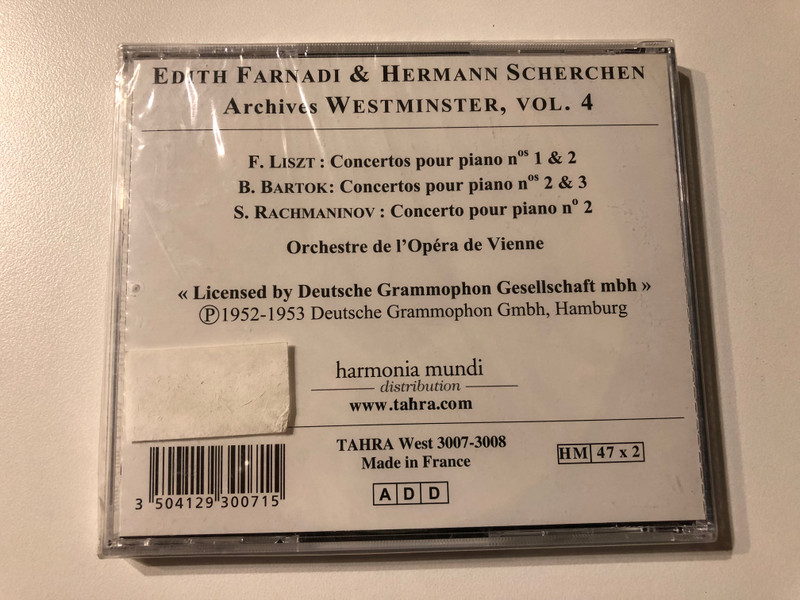 EDITH FARNADI & HERMANN SCHERCHEN
Archives WESTMINSTER, VOL. 4
F. LISZT : Concertos pour piano nos 1 & 2
B. BARTOK: Concertos pour piano nos 2 & 3
S. RACHMANINOV : Concerto pour piano no 2
Orchestre de l'Opéra de Vienne
« Licensed by Deutsche Grammophon Gesellschaft mbh »
Ⓟ1952-1953 Deutsche Grammophon Gmbh, Hamburg
harmonia mundi
distribution
www.tahra.com
TAHRA West 3007-3008
Made in France
HM 47 x 2
A D D
3 504129 300715